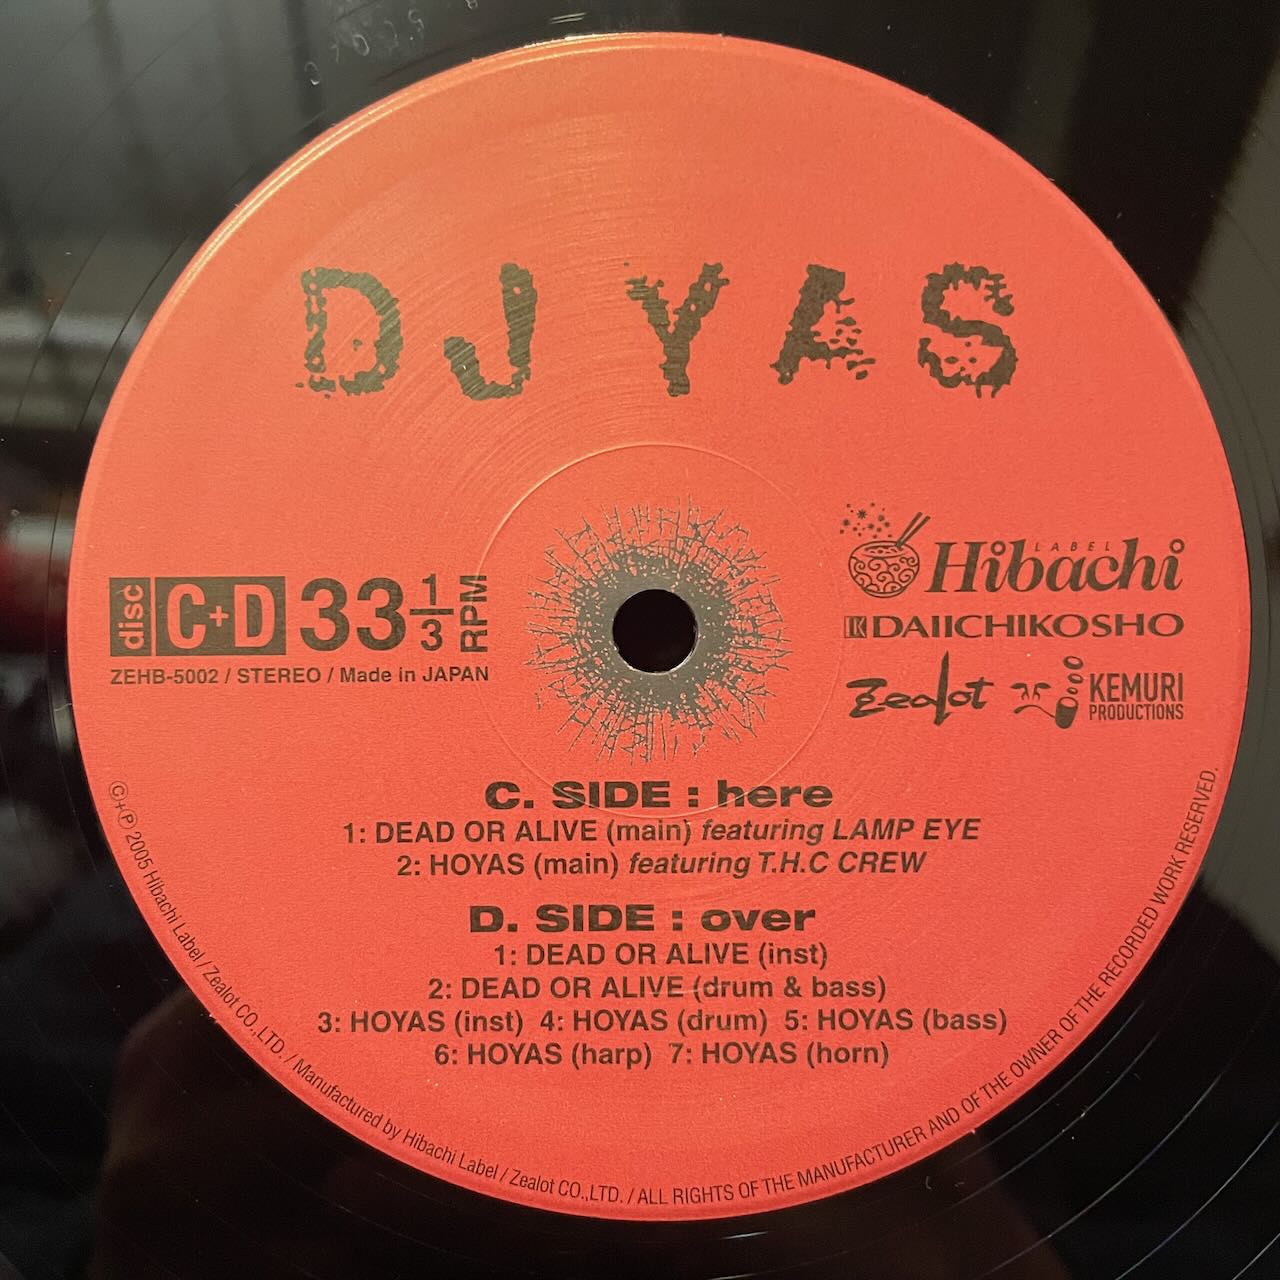 DJ YAS
LABEL
Hibachi
DAIICHIKOSHO
Zealot KEMURI
PRODUCTIONS
disc C+D 33 1/3 RPM
ZEHB-5002 / STEREO / Made in JAPAN
C. SIDE : here
1: DEAD OR ALIVE (main) featuring LAMP EYE
2: HOYAS (main) featuring T.H.C CREW
D. SIDE : over
1: DEAD OR ALIVE (inst)
2: DEAD OR ALIVE (drum & bass)
3: HOYAS (inst) 4: HOYAS (drum) 5: HOYAS (bass)
6: HOYAS (harp) 7: HOYAS (horn)
©+℗ 2005 Hibachi Label / Zealot CO.,LTD. / Manufactured by Hibachi Label / Zealot CO.,LTD. / ALL RIGHTS OF THE MANUFACTURER AND OF THE OWNER OF THE RECORDED WORK RESERVED.